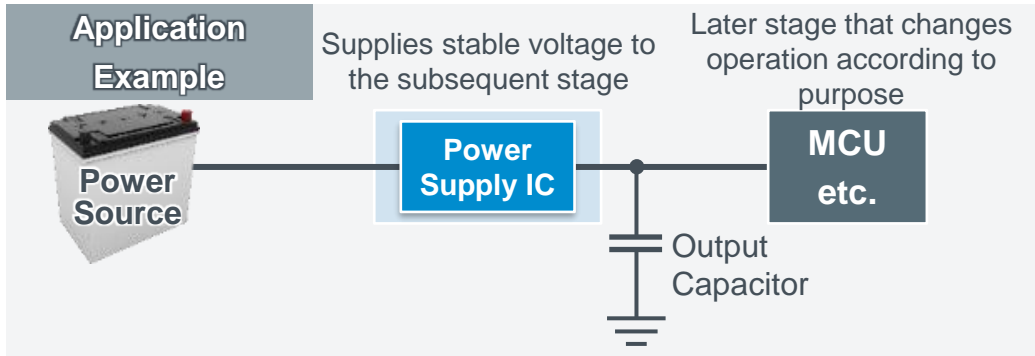 Application
Example
Supplies stable voltage to
the subsequent stage
Later stage that changes
operation according to
purpose
Power
Source
Power
Supply IC
MCU
etc.
Output
Capacitor